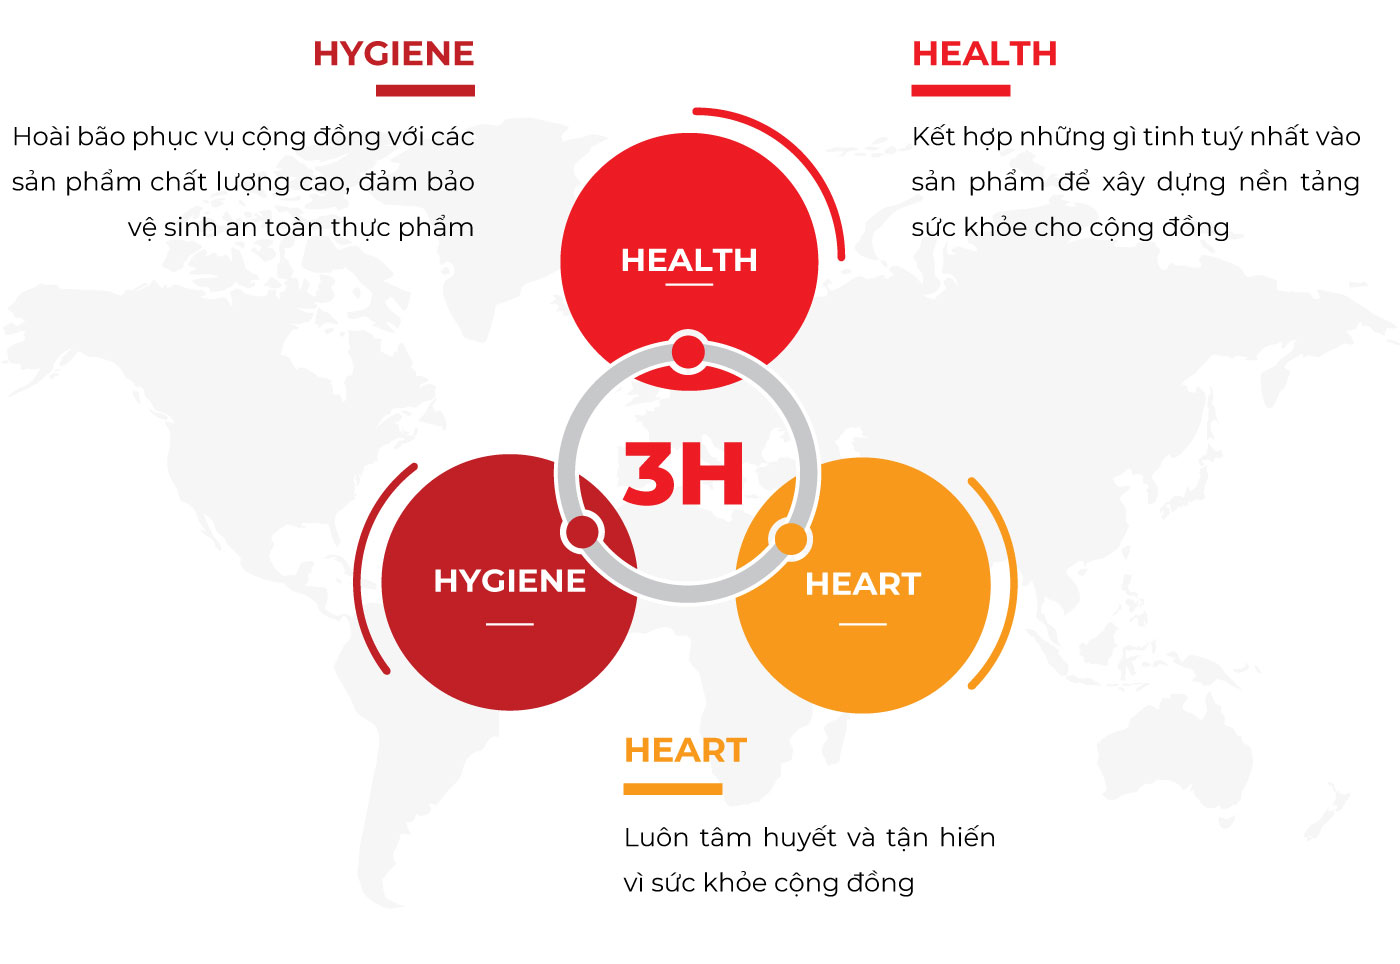 HYGIENE
Hoài bão phục vụ cộng đồng với các
sản phẩm chất lượng cao, đảm bảo
vệ sinh an toàn thực phẩm
HEALTH
Kết hợp những gì tinh tuý nhất vào
sản phẩm để xây dựng nền tảng
sức khỏe cho cộng đồng
HEALTH
3H
HYGIENE
HEART
HEART
Luôn tâm huyết và tận hiến
vì sức khỏe cộng đồng